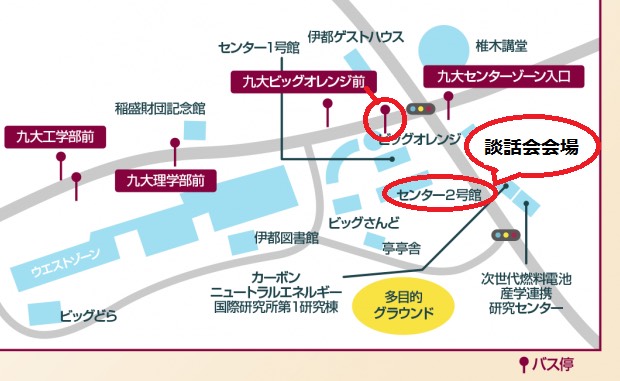 センター1号館
伊都ゲストハウス
椎木講堂
九大ビッグオレンジ前
九大センターゾーン入口
稲盛財団記念館
九大工学部前
九大理学部前
ビッグオレンジ
談話会会場
センター2号館
ビッグさんど
亭亭舎
伊都図書館
ウエストゾーン
ビッグどら
カーボン
ニュートラルエネルギー
国際研究所第1研究棟
多目的
グラウンド
次世代燃料電池
産学連携
研究センター
バス停